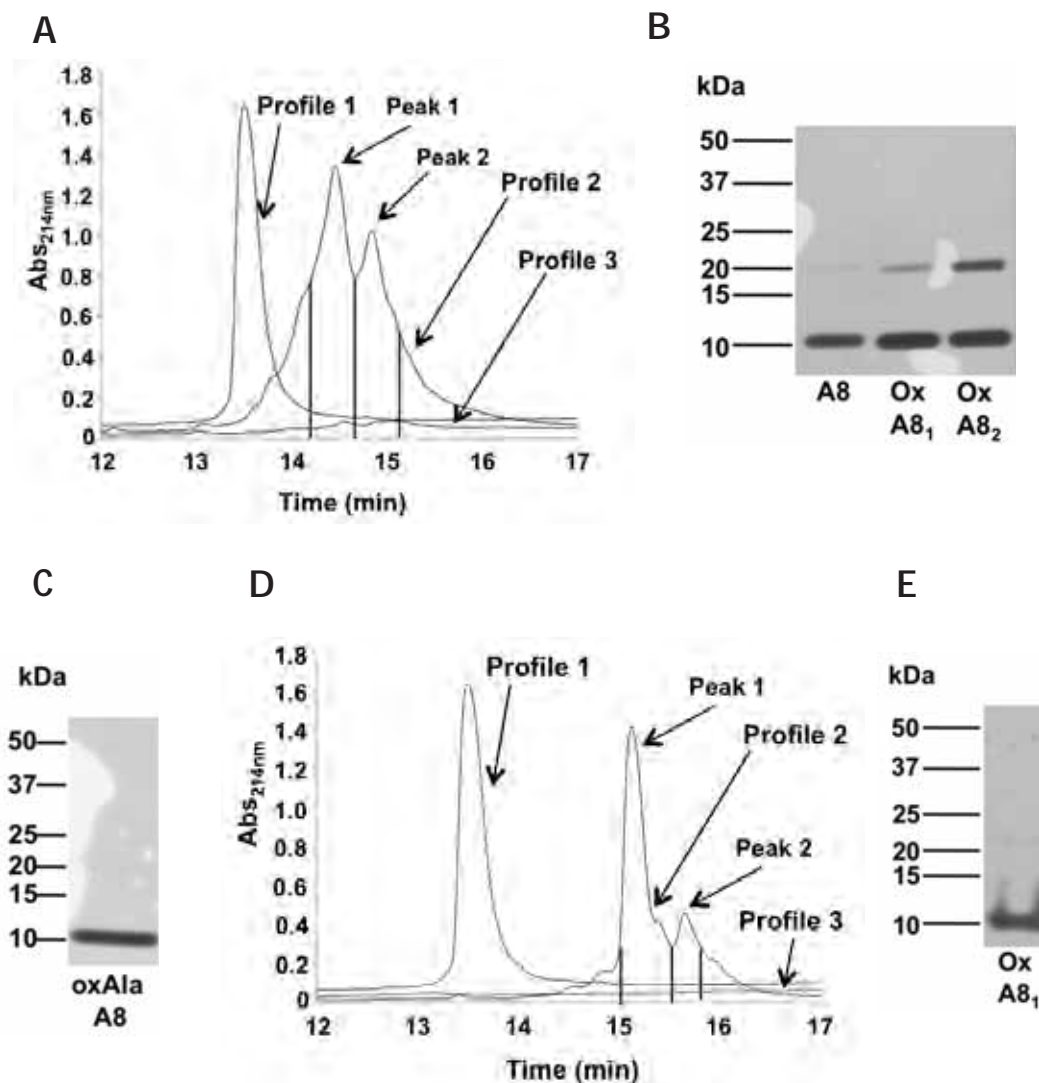 A
Abs214nm
1.8
1.6
1.4
1.2
1.0
0.8
0.6
0.4
0.2
0
Profile 1
Peak 1
Peak 2
Profile 2
Profile 3
12 13 14 15 16 17
Time (min)
B
kDa
50
37
25
20
15
10
A8 Ox Ox
A8₁ A8₂
C
kDa
50
37
25
20
15
10
oxAla
A8
D
Abs214nm
1.8
1.6
1.4
1.2
1.0
0.8
0.6
0.4
0.2
0
Profile 1
Peak 1
Profile 2
Peak 2
Profile 3
12 13 14 15 16 17
Time (min)
E
kDa
50
37
25
20
15
10
Ox
A8₁